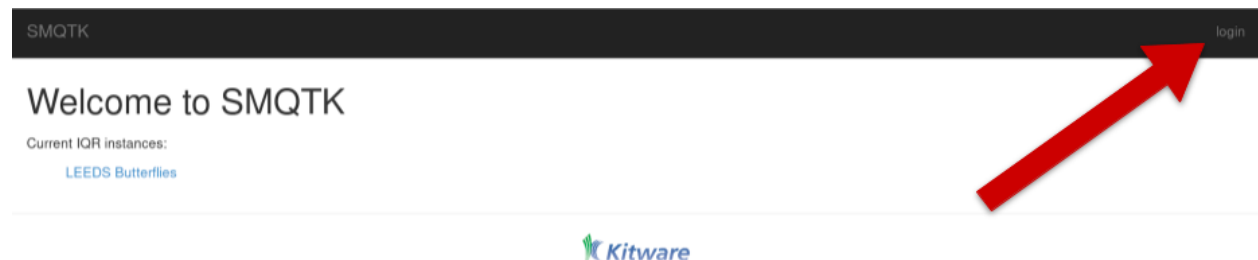 SMQTK
login
Welcome to SMQTK
Current IQR instances:
LEEDS Butterflies
Kitware